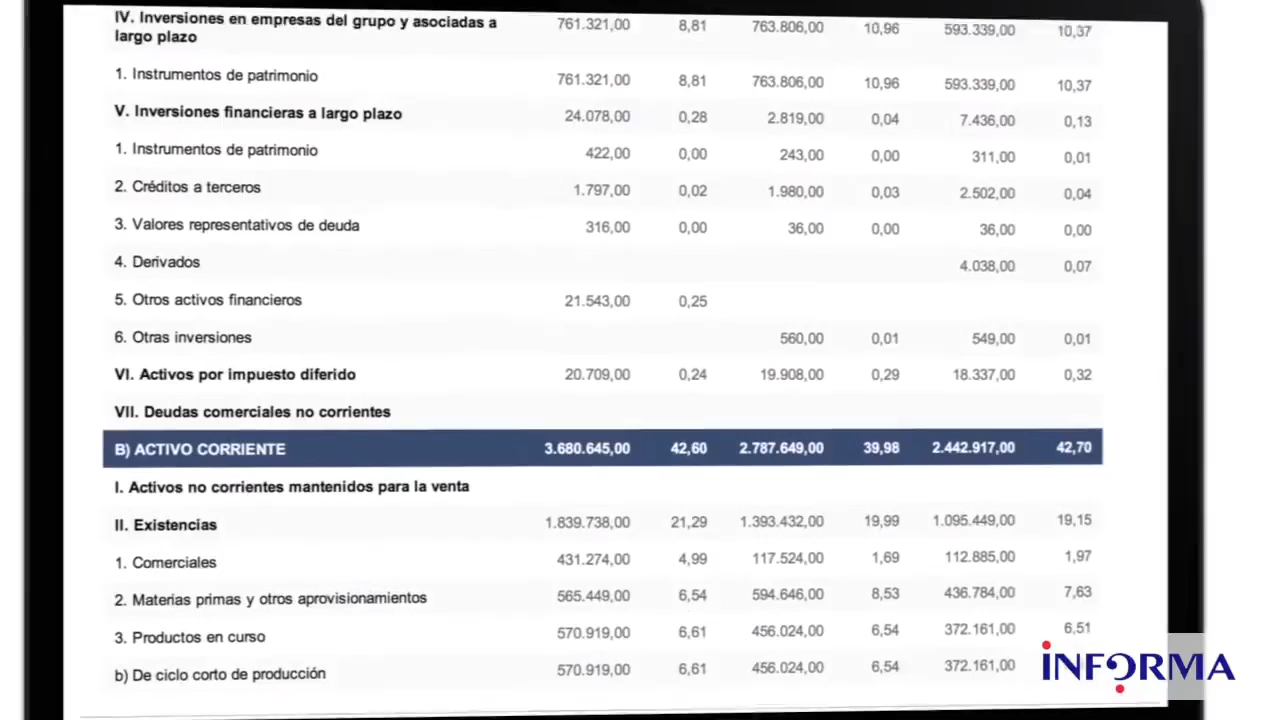 IV. Inversiones en empresas del grupo y asociadas a largo plazo 761.321,00 8,81 763.806,00 10,96 593.339,00 10,37
1. Instrumentos de patrimonio 761.321,00 8,81 763.806,00 10,96 593.339,00 10,37
V. Inversiones financieras a largo plazo 24.078,00 0,28 2.819,00 0,04 7.436,00 0,13
1. Instrumentos de patrimonio 422,00 0,00 243,00 0,00 311,00 0,01
2. Créditos a terceros 1.797,00 0,02 1.980,00 0,03 2.502,00 0,04
3. Valores representativos de deuda 316,00 0,00 36,00 0,00 36,00 0,00
4. Derivados 4.038,00 0,07
5. Otros activos financieros 21.543,00 0,25
6. Otras inversiones 560,00 0,01 549,00 0,01
VI. Activos por impuesto diferido 20.709,00 0,24 19.908,00 0,29 18.337,00 0,32
VII. Deudas comerciales no corrientes
B) ACTIVO CORRIENTE 3.680.645,00 42,60 2.787.649,00 39,98 2.442.917,00 42,70
I. Activos no corrientes mantenidos para la venta
II. Existencias 1.839.738,00 21,29 1.393.432,00 19,99 1.095.449,00 19,15
1. Comerciales 431.274,00 4,99 117.524,00 1,69 112.885,00 1,97
2. Materias primas y otros aprovisionamientos 565.449,00 6,54 594.646,00 8,53 436.784,00 7,63
3. Productos en curso 570.919,00 6,61 456.024,00 6,54 372.161,00 6,51
b) De ciclo corto de producción 570.919,00 6,61 456.024,00 6,54 372.161,00
INFORMA